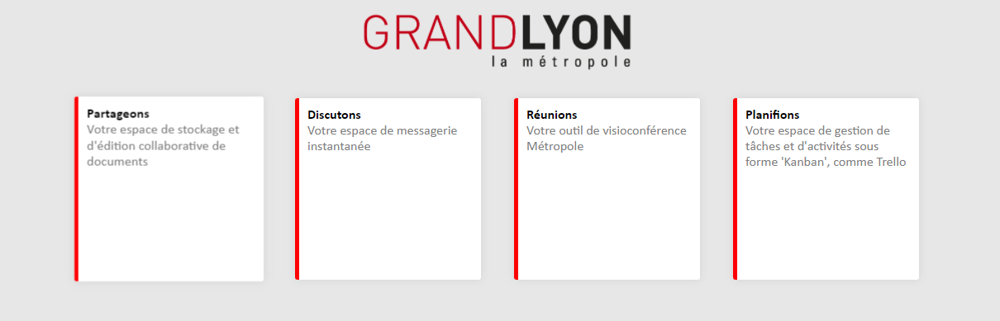 GRANDLYON
la métropole
Partageons
Votre espace de stockage et
d'édition collaborative de
documents
Discutons
Votre espace de messagerie
instantanée
Réunions
Votre outil de visioconférence
Métropole
Planifions
Votre espace de gestion de
tâches et d'activités sous
forme 'Kanban', comme Trello